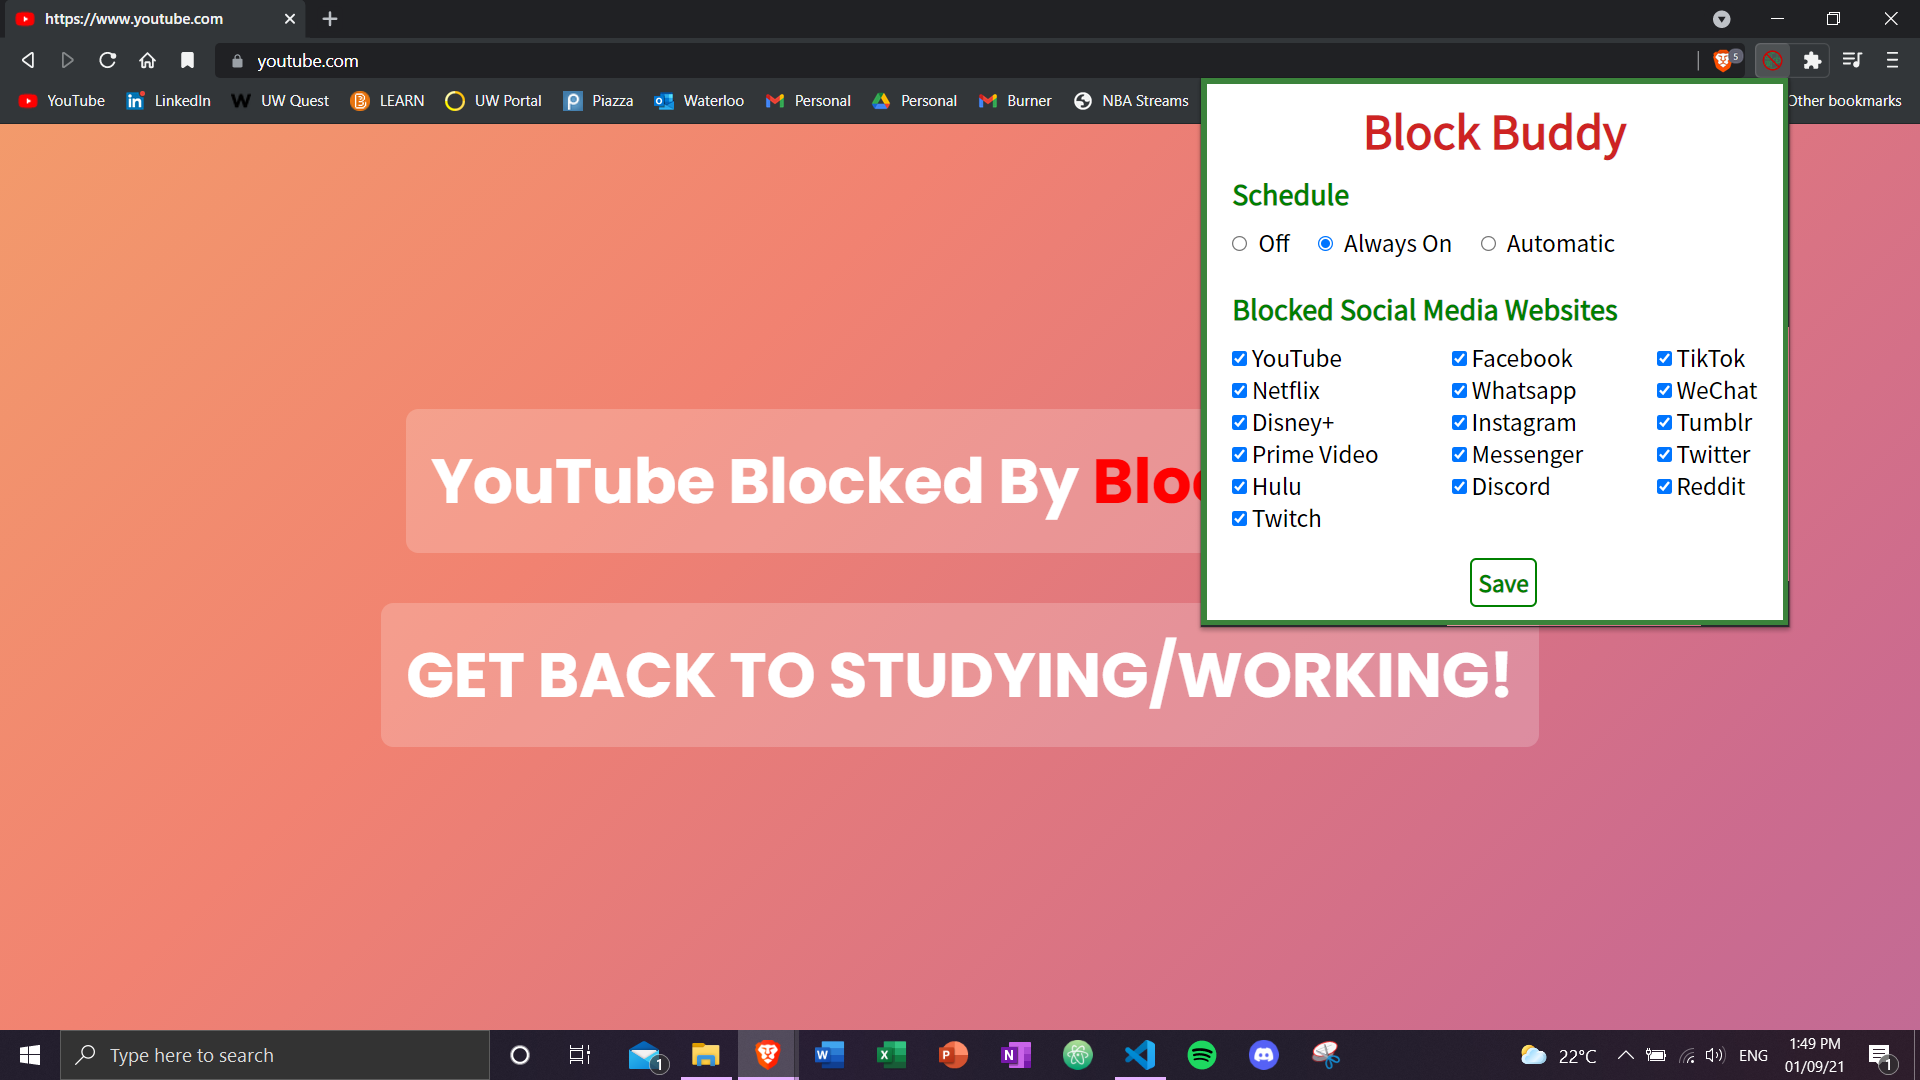 https://www.youtube.com
youtube.com
5
YouTube LinkedIn UW Quest LEARN UW Portal Piazza Waterloo Personal Personal Burner NBA Streams Other bookmarks
Block Buddy
Schedule
Off Always On Automatic
Blocked Social Media Websites
YouTube Facebook TikTok
Netflix Whatsapp WeChat
Disney+ Instagram Tumblr
Prime Video Messenger Twitter
Hulu Discord Reddit
Twitch
Save
YouTube Blocked By Bloc
GET BACK TO STUDYING/WORKING!
Type here to search
1
22°C
ENG
1:49 PM
01/09/21
1